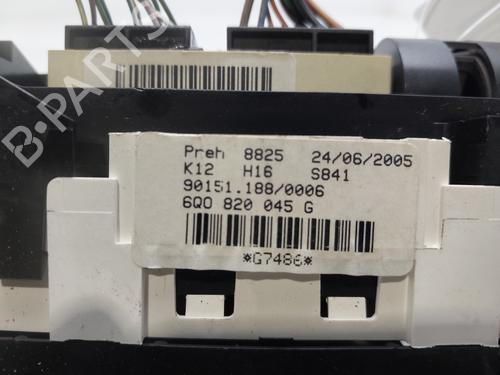 B-PARTS
Preh 8825 24/06/2005
K12 H16 S841
90151.188/0006
6Q0 820 045 G
*G7486*